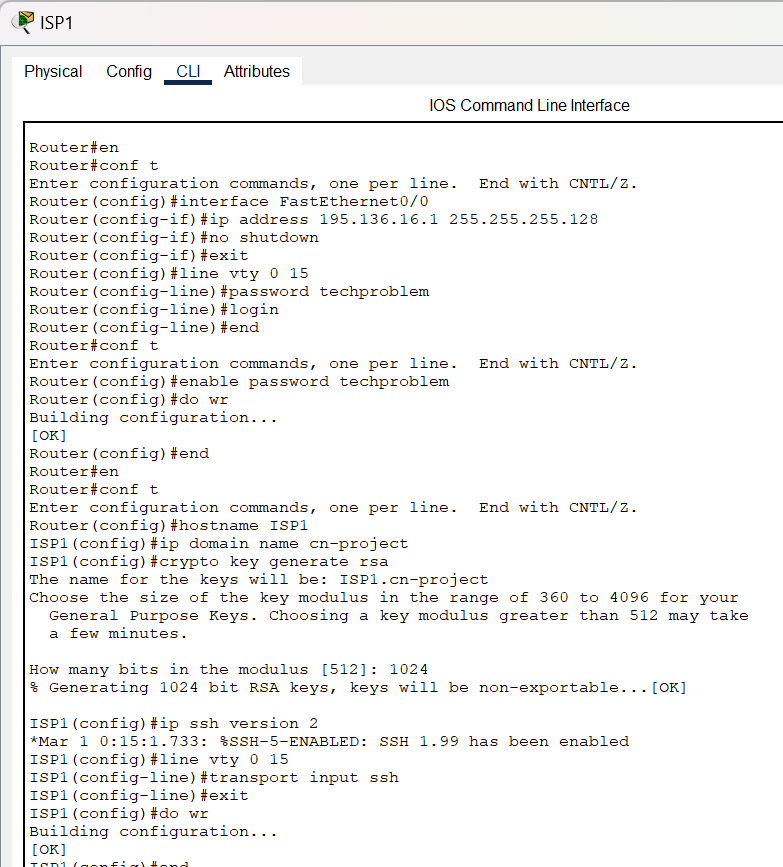 ISP1
Physical Config CLI Attributes
IOS Command Line Interface
Router#en
Router#conf t
Enter configuration commands, one per line.  End with CNTL/Z.
Router(config)#interface FastEthernet0/0
Router(config-if)#ip address 195.136.16.1 255.255.255.128
Router(config-if)#no shutdown
Router(config-if)#exit
Router(config)#line vty 0 15
Router(config-line)#password techproblem
Router(config-line)#login
Router(config-line)#end
Router#conf t
Enter configuration commands, one per line.  End with CNTL/Z.
Router(config)#enable password techproblem
Router(config)#do wr
Building configuration...
[OK]
Router(config)#end
Router#en
Router#conf t
Enter configuration commands, one per line.  End with CNTL/Z.
Router(config)#hostname ISP1
ISP1(config)#ip domain name cn-project
ISP1(config)#crypto key generate rsa
The name for the keys will be: ISP1.cn-project
Choose the size of the key modulus in the range of 360 to 4096 for your
  General Purpose Keys. Choosing a key modulus greater than 512 may take
  a few minutes.
How many bits in the modulus [512]: 1024
% Generating 1024 bit RSA keys, keys will be non-exportable...[OK]
ISP1(config)#ip ssh version 2
*Mar 1 0:15:1.733: %SSH-5-ENABLED: SSH 1.99 has been enabled
ISP1(config)#line vty 0 15
ISP1(config-line)#transport input ssh
ISP1(config-line)#exit
ISP1(config)#do wr
Building configuration...
[OK]
ISP1(config)#end